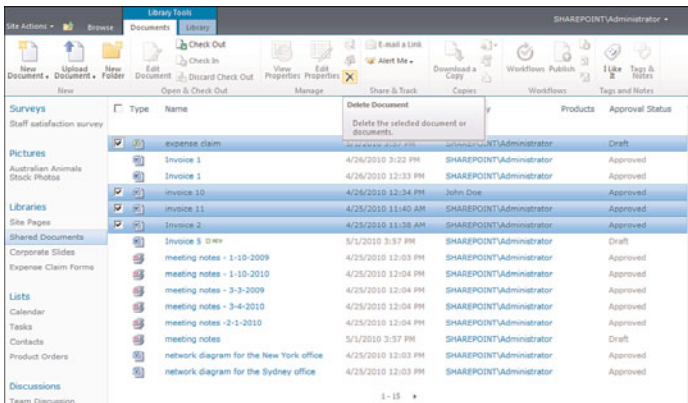 Library Tools
Site Actions
Browse
Documents
Library
SHAREPOINT\Administrator
New Document
Upload Document
New Folder
Edit Document
Check Out
Check In
Discard Check Out
View Properties
Edit Properties
E-mail a Link
Alert Me
Download a Copy
Workflows
Publish
I Like It
Tags & Notes
New
Open & Check Out
Manage
Share & Track
Copies
Workflows
Tags and Notes
Delete Document
Delete the selected document or documents.
Surveys
Staff satisfaction survey
Pictures
Australian Animals
Stock Photos
Libraries
Site Pages
Shared Documents
Corporate Slides
Expense Claim Forms
Lists
Calendar
Tasks
Contacts
Product Orders
Discussions
Team Discussion
Type Name Products Approval Status
expense claim 5/1/2010 3:57 PM SHAREPOINT\Administrator Draft
Invoice 1 4/26/2010 3:22 PM SHAREPOINT\Administrator Approved
Invoice 1 4/26/2010 12:33 PM SHAREPOINT\Administrator Approved
invoice 10 4/26/2010 12:34 PM John Doe Approved
invoice 11 4/25/2010 11:40 AM SHAREPOINT\Administrator Approved
Invoice 2 4/25/2010 11:38 AM SHAREPOINT\Administrator Approved
Invoice 5 NEW 5/1/2010 3:57 PM SHAREPOINT\Administrator Draft
meeting notes - 1-10-2009 4/25/2010 12:03 PM SHAREPOINT\Administrator Approved
meeting notes - 1-10-2010 4/25/2010 12:04 PM SHAREPOINT\Administrator Approved
meeting notes - 3-3-2009 4/25/2010 12:04 PM SHAREPOINT\Administrator Approved
meeting notes - 3-4-2010 4/25/2010 12:04 PM SHAREPOINT\Administrator Approved
meeting notes -2-1-2010 4/25/2010 12:04 PM SHAREPOINT\Administrator Approved
meeting notes 5/1/2010 3:57 PM SHAREPOINT\Administrator Draft
network diagram for the New York office 4/25/2010 12:03 PM SHAREPOINT\Administrator Approved
network diagram for the Sydney office 4/25/2010 12:03 PM SHAREPOINT\Administrator Approved
1 - 15